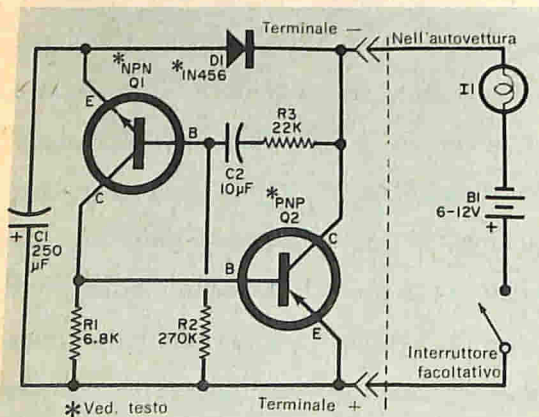 Terminale –
Nell'autovettura
*NPN
Q1
D1
*1N456
E
B
C
R3
22K
C2
10µF
*PNP
Q2
I1
B1
6-12V
+
+ C1
250
µF
B
C
E
R1
6.8K
R2
270K
Interruttore
facoltativo
*Ved. testo
Terminale +